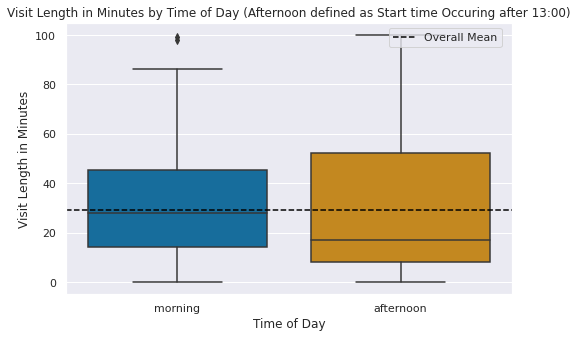 Visit Length in Minutes by Time of Day (Afternoon defined as Start time Occuring after 13:00)
Overall Mean
100
80
60
40
20
0
Visit Length in Minutes
morning
afternoon
Time of Day